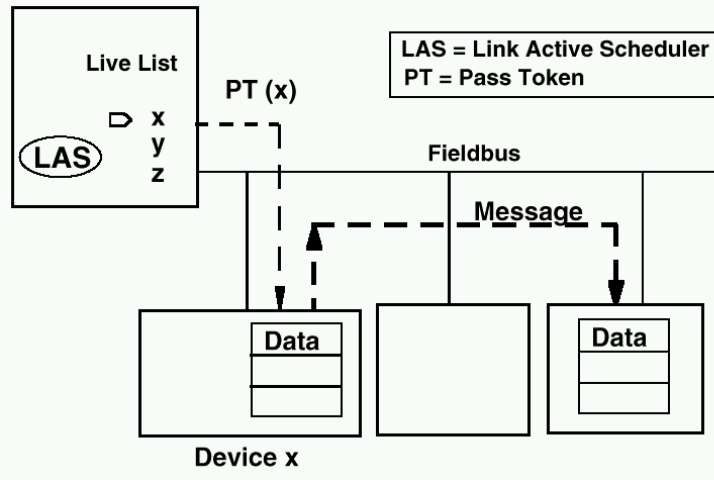 Live List
x
y
z
LAS
PT (x)
LAS = Link Active Scheduler
PT = Pass Token
Fieldbus
Message
Data
Data
Device x